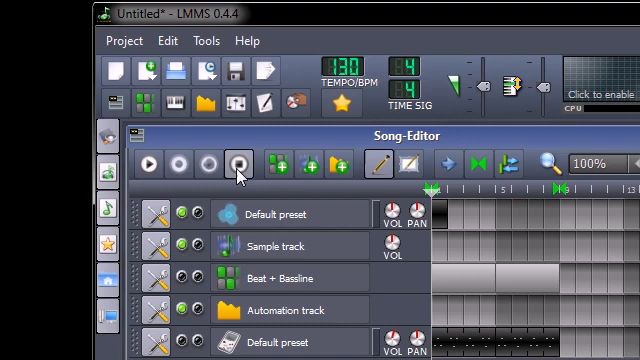 Untitled* - LMMS 0.4.4
Project Edit Tools Help
130
TEMPO/BPM
4
4
TIME SIG
Click to enable
CPU
Song-Editor
100%
1 5 9 13
Default preset VOL PAN
Sample track VOL
Beat + Bassline
Automation track
Default preset VOL PAN